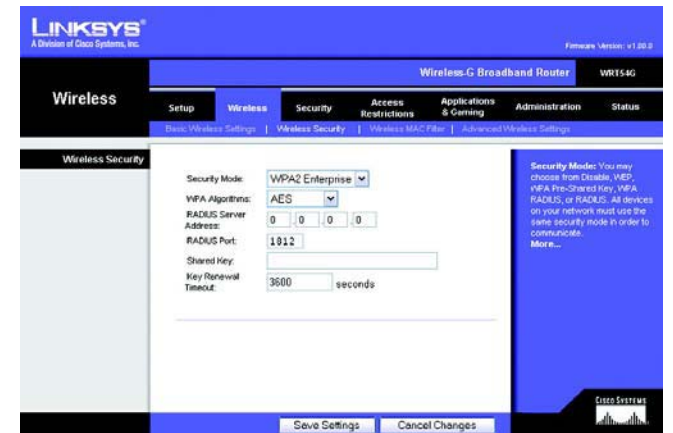 LINKSYS®
A Division of Cisco Systems, Inc.
Firmware Version: v1.00.0
Wireless-G Broadband Router WRT54G
Wireless
Setup Wireless Security Access Restrictions Applications & Gaming Administration Status
Basic Wireless Settings | Wireless Security | Wireless MAC Filter | Advanced Wireless Settings
Wireless Security
Security Mode: WPA2 Enterprise
WPA Algorithms: AES
RADIUS Server Address: 0 . 0 . 0 . 0
RADIUS Port: 1812
Shared Key:
Key Renewal Timeout: 3600 seconds
Security Mode: You may
choose from Disable, WEP,
WPA Pre-Shared Key, WPA
RADIUS, or RADIUS. All devices
on your network must use the
same security mode in order to
communicate.
More...
Save Settings Cancel Changes
CISCO SYSTEMS